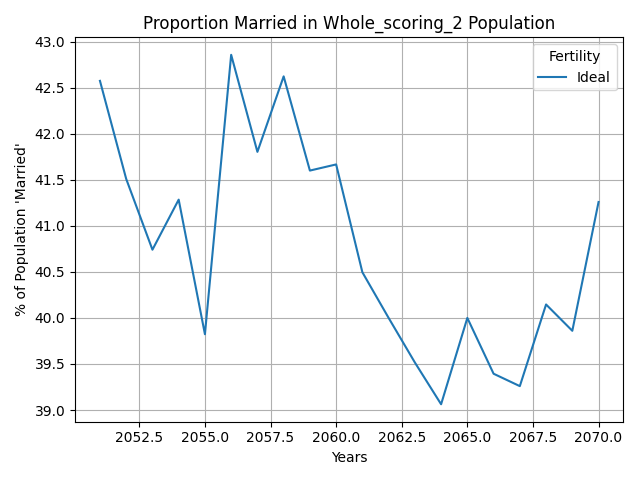 Proportion Married in Whole_scoring_2 Population
43.0
42.5
42.0
41.5
41.0
40.5
40.0
39.5
39.0
% of Population 'Married'
Fertility
Ideal
2052.5 2055.0 2057.5 2060.0 2062.5 2065.0 2067.5 2070.0
Years